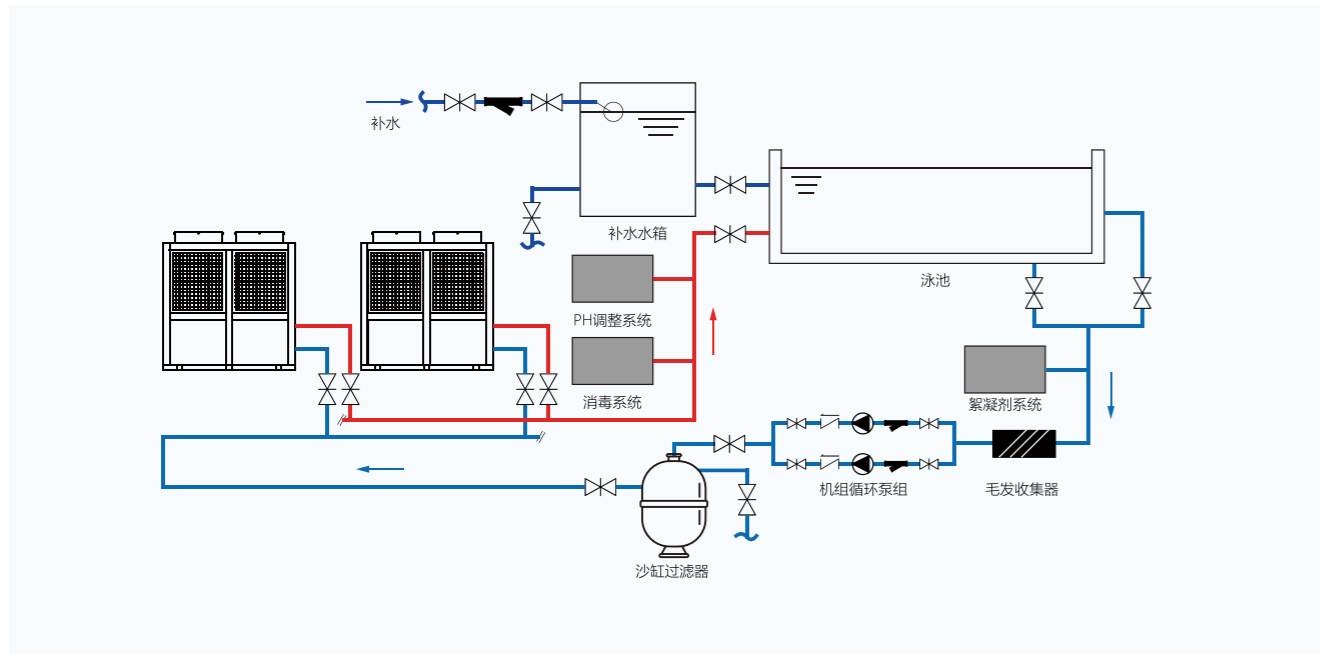 补水
补水水箱
泳池
PH调整系统
消毒系统
絮凝剂系统
机组循环泵组
毛发收集器
沙缸过滤器